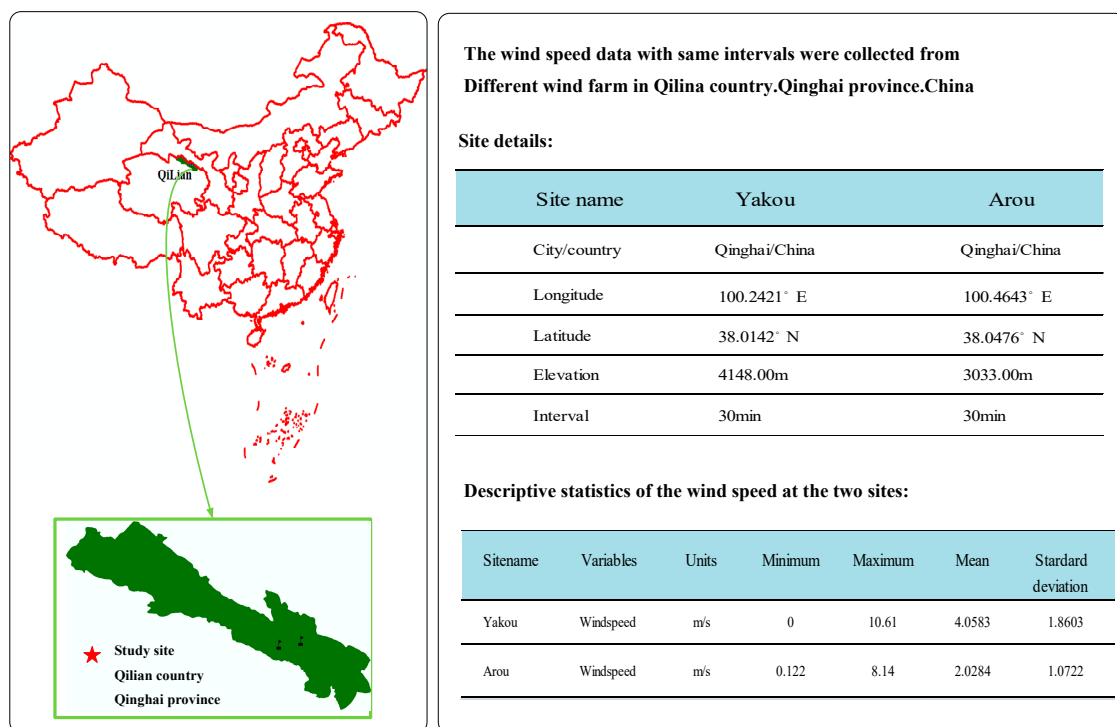 QiLian
Study site
Qilian country
Qinghai province
The wind speed data with same intervals were collected from
Different wind farm in Qilina country.Qinghai province.China
Site details:
Site name Yakou Arou
City/country Qinghai/China Qinghai/China
Longitude 100.2421° E 100.4643° E
Latitude 38.0142° N 38.0476° N
Elevation 4148.00m 3033.00m
Interval 30min 30min
Descriptive statistics of the wind speed at the two sites:
Sitename Variables Units Minimum Maximum Mean Stardard
deviation
Yakou Windspeed m/s 0 10.61 4.0583 1.8603
Arou Windspeed m/s 0.122 8.14 2.0284 1.0722